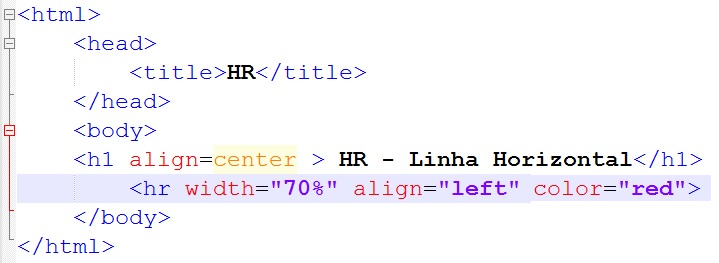 <html>
<head>
<title>HR</title>
</head>
<body>
<h1 align=center > HR - Linha Horizontal</h1>
<hr width="70%" align="left" color="red">
</body>
</html>